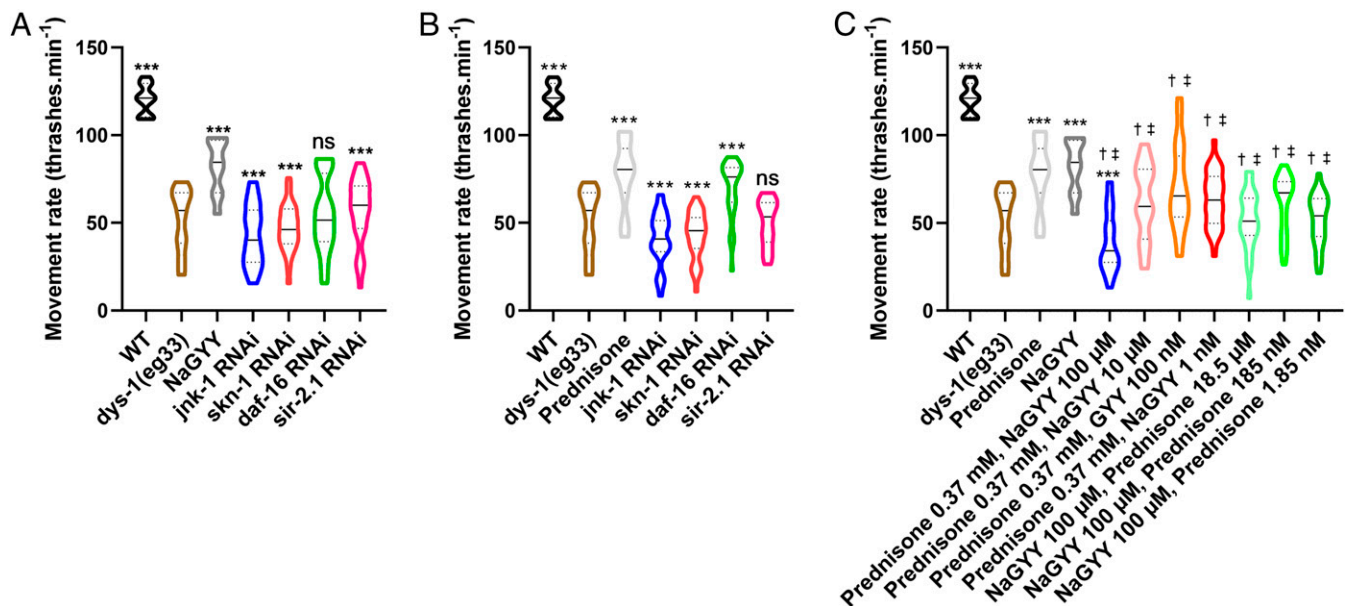 A
Movement rate (thrashes.min-1)
150
100
50
0
***
***
***
***
ns
***
WT
dys-1(eg33)
NaGYY
jnk-1 RNAi
skn-1 RNAi
daf-16 RNAi
sir-2.1 RNAi
B
Movement rate (thrashes.min-1)
150
100
50
0
***
***
***
***
***
ns
WT
dys-1(eg33)
Prednisone
jnk-1 RNAi
skn-1 RNAi
daf-16 RNAi
sir-2.1 RNAi
C
Movement rate (thrashes.min-1)
150
100
50
0
***
***
***
† ‡
***
† ‡
† ‡
† ‡
† ‡
† ‡
† ‡
WT
dys-1(eg33)
Prednisone
NaGYY
Prednisone 0.37 mM, NaGYY 100 µM
Prednisone 0.37 mM, NaGYY 10 µM
Prednisone 0.37 mM, GYY 100 nM
Prednisone 0.37 mM, NaGYY 1 nM
NaGYY 100 µM, Prednisone 18.5 µM
NaGYY 100 µM, Prednisone 185 nM
NaGYY 100 µM, Prednisone 1.85 nM